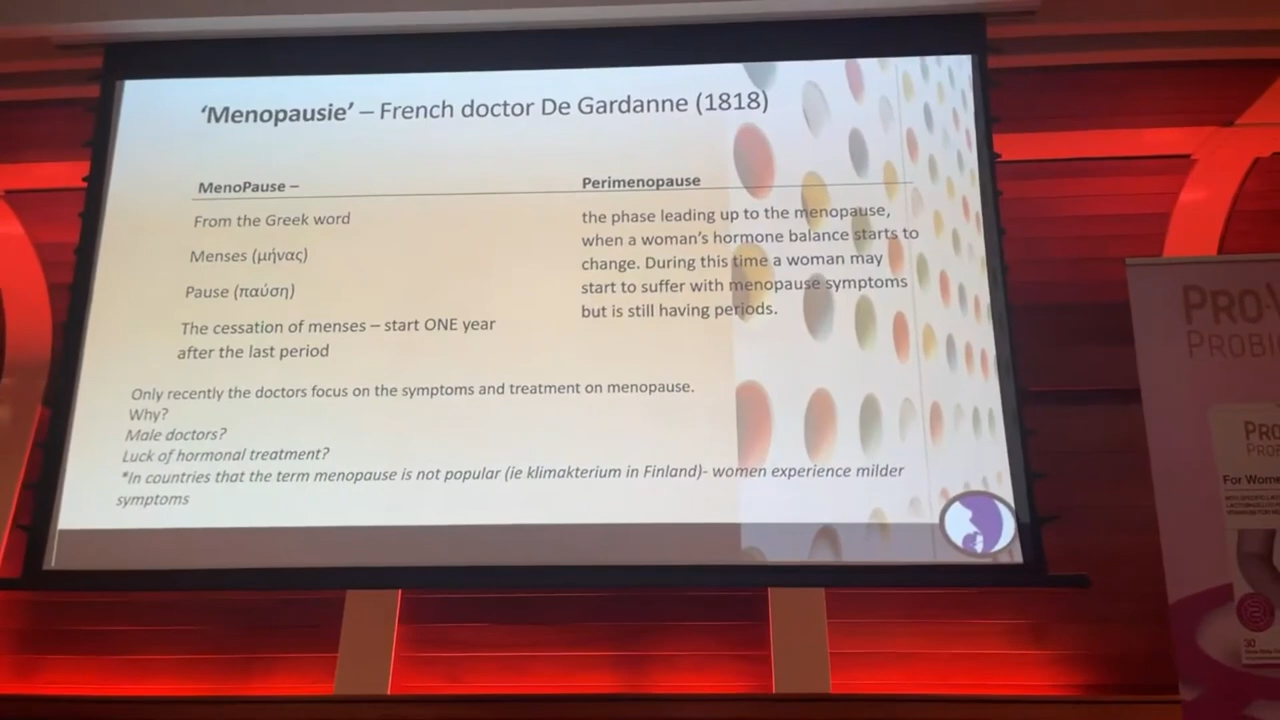 ‘Menopausie’ – French doctor De Gardanne (1818)
MenoPause –
From the Greek word
Menses (μήνας)
Pause (παύση)
The cessation of menses – start ONE year
after the last period
Perimenopause
the phase leading up to the menopause,
when a woman’s hormone balance starts to
change. During this time a woman may
start to suffer with menopause symptoms
but is still having periods.
Only recently the doctors focus on the symptoms and treatment on menopause.
Why?
Male doctors?
Luck of hormonal treatment?
*In countries that the term menopause is not popular (ie klimakterium in Finland)- women experience milder
symptoms
PRO-
PROBI
PRO
PRO
For Wome
30